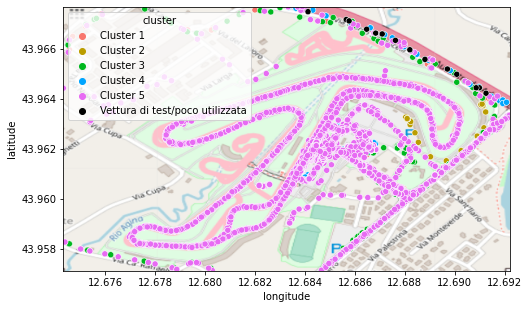 cluster
Cluster 1
Cluster 2
Cluster 3
Cluster 4
Cluster 5
Vettura di test/poco utilizzata
43.966
43.964
43.962
43.960
43.958
latitude
12.676
12.678
12.680
12.682
12.684
12.686
12.688
12.690
12.692
longitude
Via Cupa
Via Cupa
Rio Agina
Via Sant'Ilario
Via Monteverde
Via Palestrina
P
P